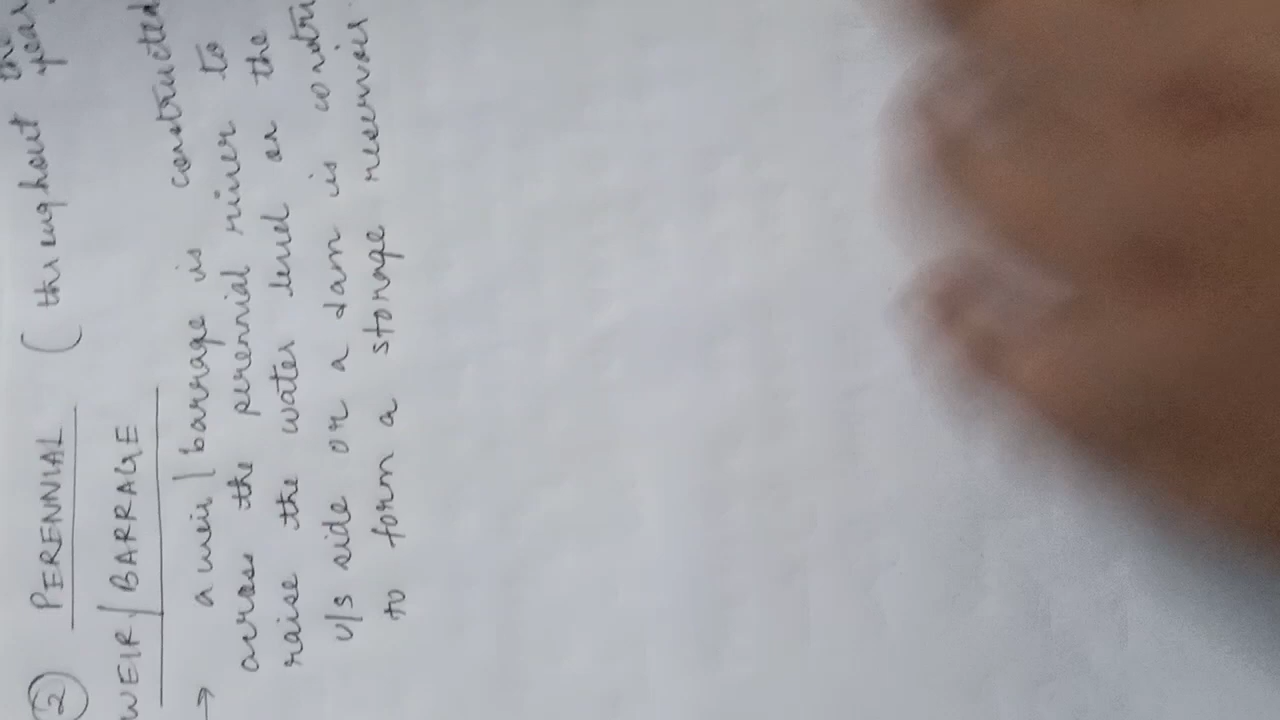 ② PERENNIAL ( throughout the year
WEIR / BARRAGE
→ a weir / barrage is constructed
across the perennial river to
raise the water level on the
u/s side or a dam is constru
to form a storage reservoir.